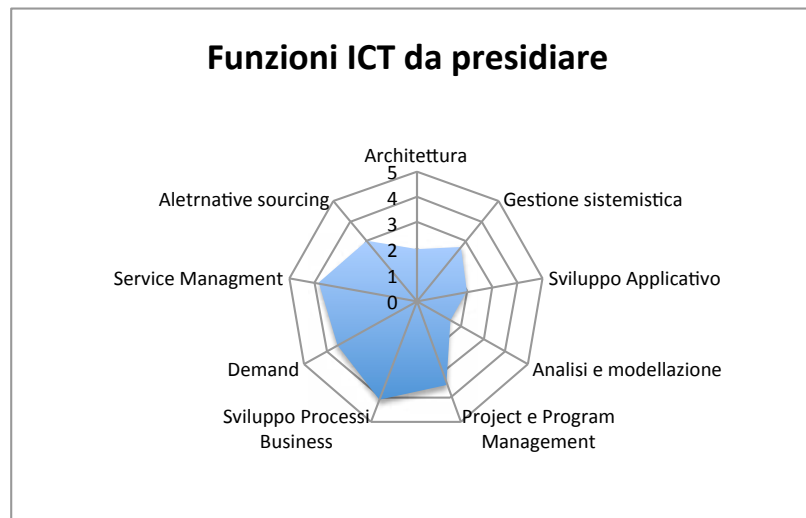 Funzioni ICT da presidiare
Architettura
Gestione sistemistica
Sviluppo Applicativo
Analisi e modellazione
Project e Program
Management
Sviluppo Processi
Business
Demand
Service Managment
Aletrnative sourcing
5
4
3
2
1
0